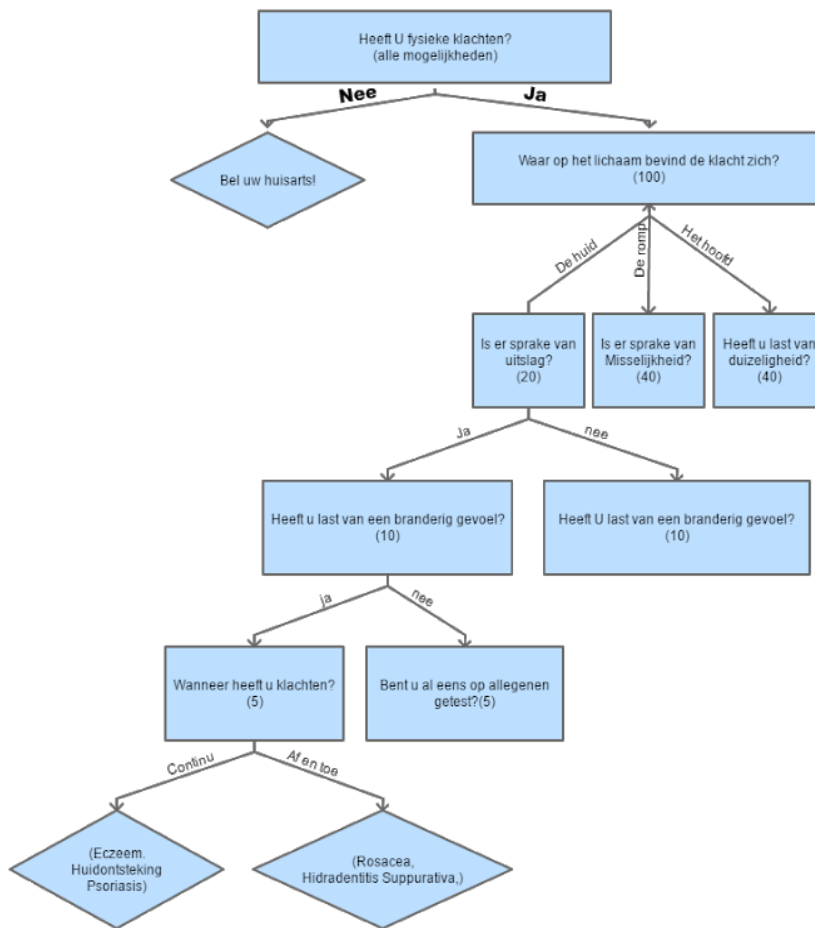 Heeft U fysieke klachten?
(alle mogelijkheden)
Nee
Ja
Bel uw huisarts!
Waar op het lichaam bevind de klacht zich?
(100)
De huid
De romp
Het hoofd
Is er sprake van
uitslag?
(20)
Is er sprake van
Misselijkheid?
(40)
Heeft u last van
duizeligheid?
(40)
Ja
nee
Heeft u last van een branderig gevoel?
(10)
Heeft U last van een branderig gevoel?
(10)
ja
nee
Wanneer heeft u klachten?
(5)
Bent u al eens op allegenen
getest?(5)
Continu
Af en toe
(Eczeem.
Huidontsteking
Psoriasis)
(Rosacea,
Hidradentitis Suppurativa,)